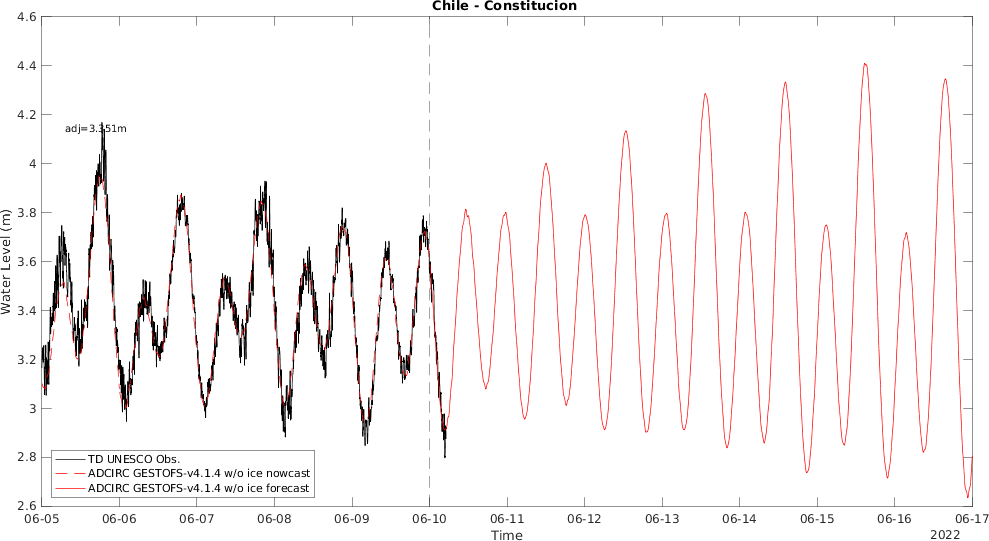 Chile - Constitucion
4.6
4.4
4.2
4
3.8
3.6
3.4
3.2
3
2.8
2.6
Water Level (m)
adj=3.351m
TD UNESCO Obs.
ADCIRC GESTOFS-v4.1.4 w/o ice nowcast
ADCIRC GESTOFS-v4.1.4 w/o ice forecast
06-05 06-06 06-07 06-08 06-09 06-10 06-11 06-12 06-13 06-14 06-15 06-16 06-17
Time
2022